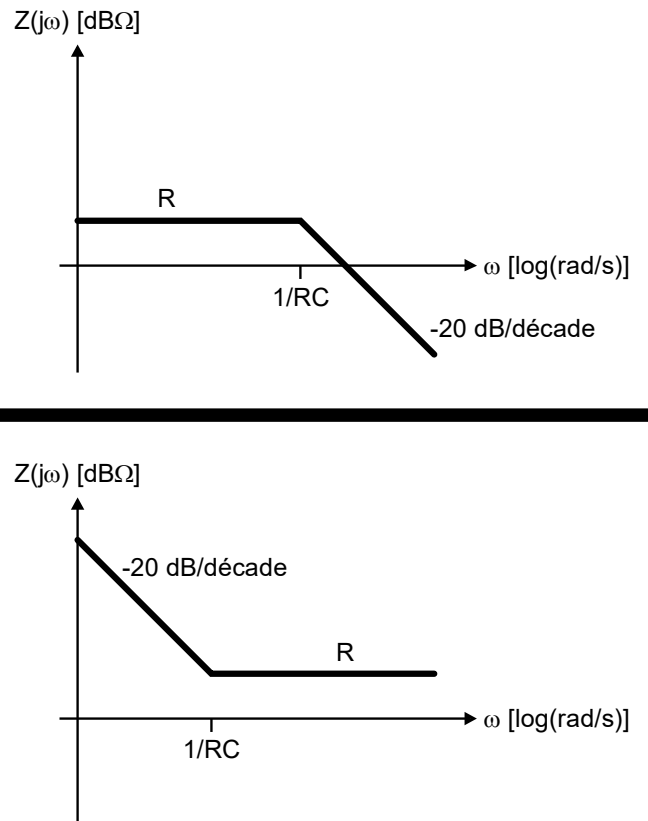 Z(jω) [dBΩ]
R
ω [log(rad/s)]
1/RC
-20 dB/décade
Z(jω) [dBΩ]
-20 dB/décade
R
ω [log(rad/s)]
1/RC